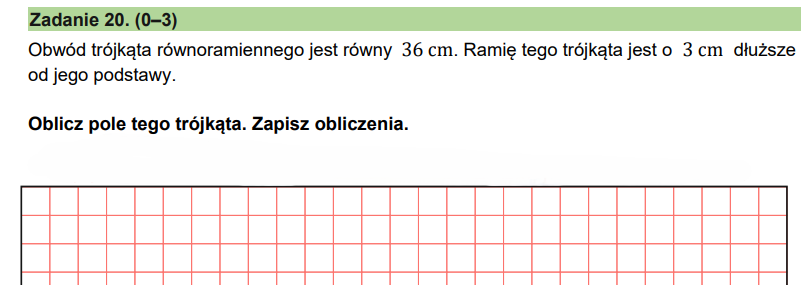 Zadanie 20. (0–3)
Obwód trójkąta równoramiennego jest równy 36 cm. Ramię tego trójkąta jest o 3 cm dłuższe
od jego podstawy.
Oblicz pole tego trójkąta. Zapisz obliczenia.